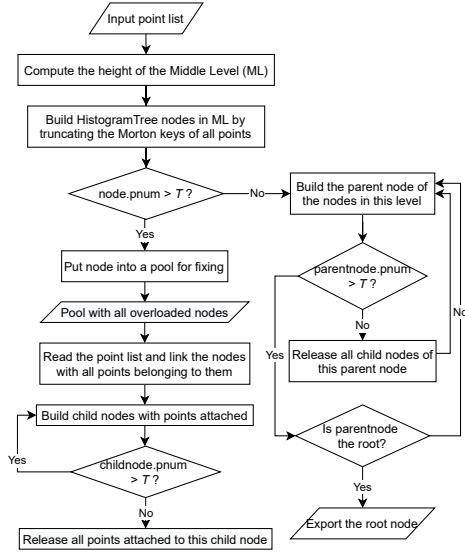 Input point list
Compute the height of the Middle Level (ML)
Build HistogramTree nodes in ML by
truncating the Morton keys of all points
node.pnum > T ?
No
Yes
Put node into a pool for fixing
Pool with all overloaded nodes
Read the point list and link the nodes
with all points belonging to them
Build child nodes with points attached
childnode.pnum
> T ?
Yes
No
Release all points attached to this child node
Build the parent node of
the nodes in this level
parentnode.pnum
> T ?
No
Yes
Release all child nodes of
this parent node
Is parentnode
the root?
No
Yes
Export the root node